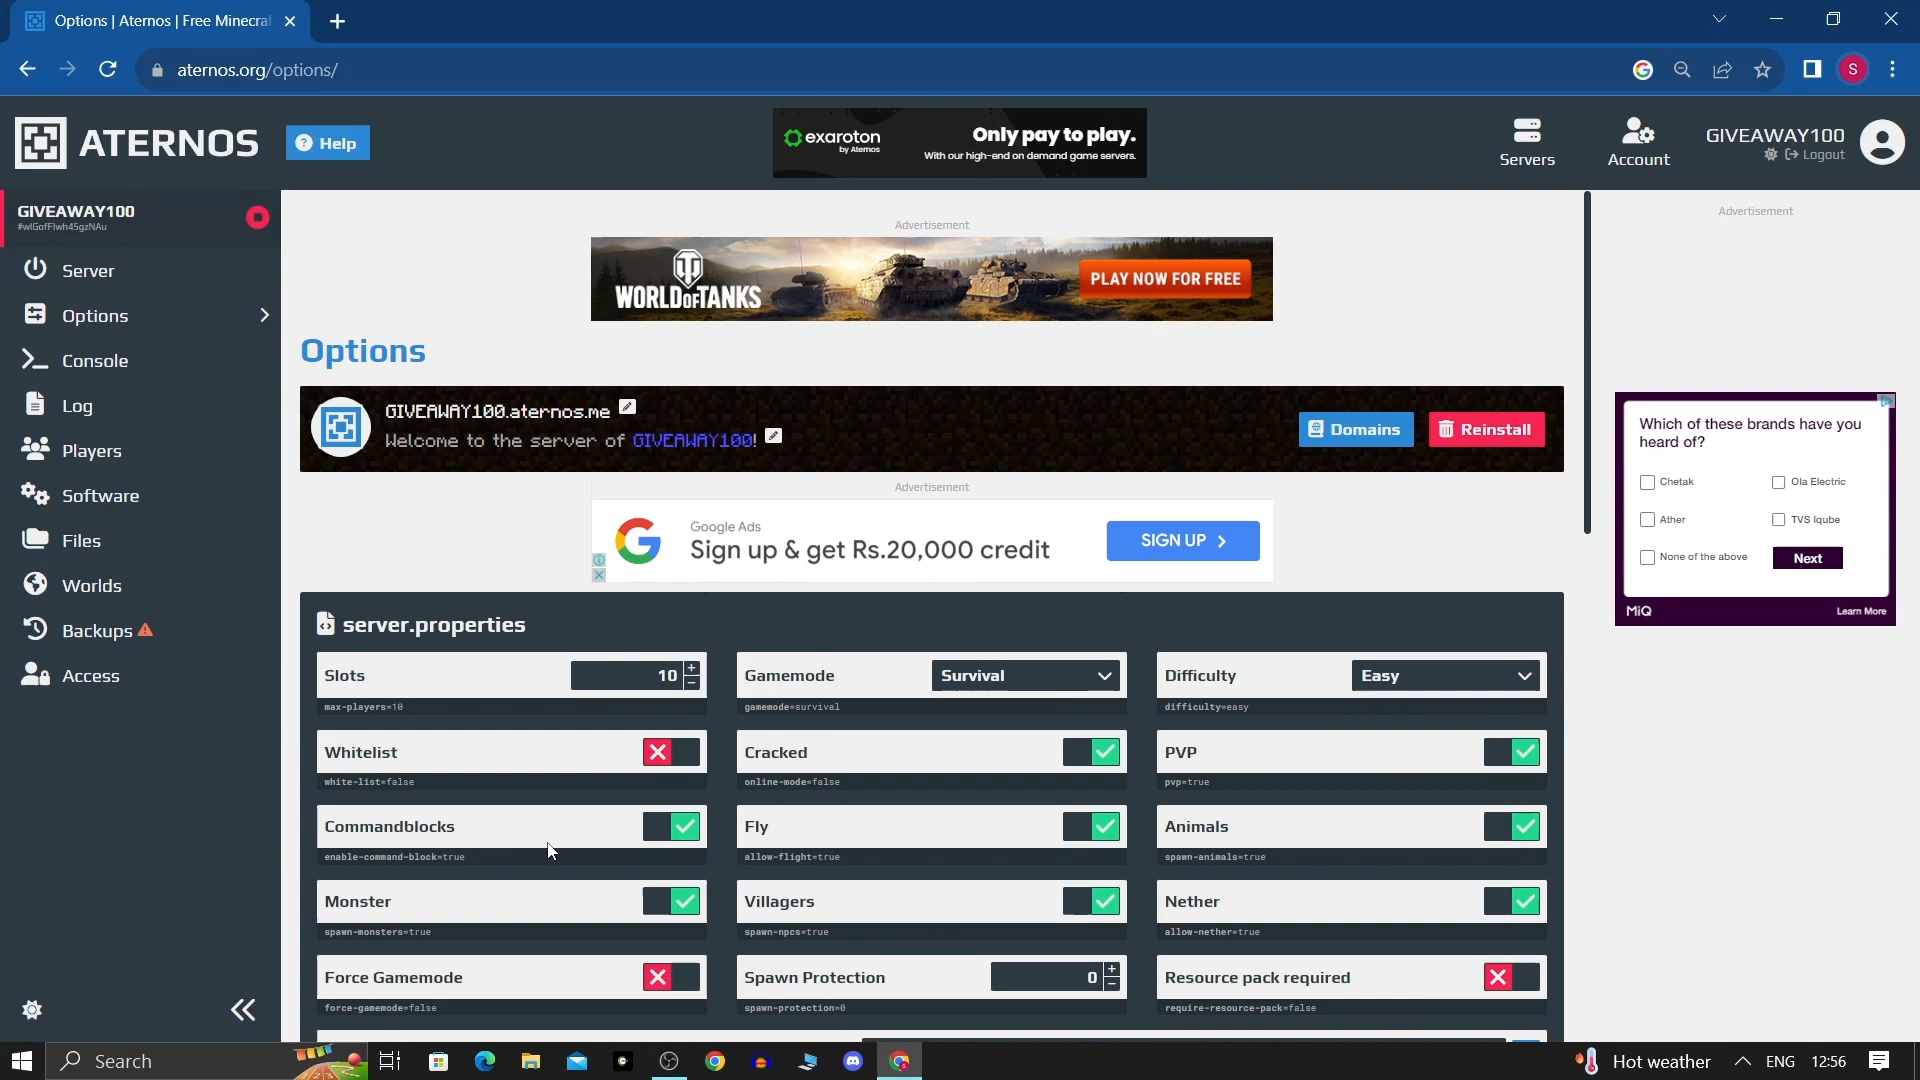 Options | Aternos | Free Minecraf
aternos.org/options/
S
ATERNOS
? Help
exaroton
by Aternos
Only pay to play.
With our high-end on demand game servers.
Servers
Account
GIVEAWAY100
Logout
GIVEAWAY100
#wlGofFlwh45gzNAu
Server
Options
Console
Log
Players
Software
Files
Worlds
Backups
Access
Advertisement
WORLD OF TANKS
PLAY NOW FOR FREE
Options
GIVEAWAY100.aternos.me
Welcome to the server of GIVEAWAY100!
Domains
Reinstall
Advertisement
Google Ads
Sign up & get Rs.20,000 credit
SIGN UP
server.properties
Slots
10
max-players=10
Gamemode
Survival
gamemode=survival
Difficulty
Easy
difficulty=easy
Whitelist
white-list=false
Cracked
online-mode=false
PVP
pvp=true
Commandblocks
enable-command-block=true
Fly
allow-flight=true
Animals
spawn-animals=true
Monster
spawn-monsters=true
Villagers
spawn-npcs=true
Nether
allow-nether=true
Force Gamemode
force-gamemode=false
Spawn Protection
0
spawn-protection=0
Resource pack required
require-resource-pack=false
Advertisement
Which of these brands have you
heard of?
Chetak
Ola Electric
Ather
TVS Iqube
None of the above
Next
MiQ
Learn More
Search
Hot weather
ENG
12:56